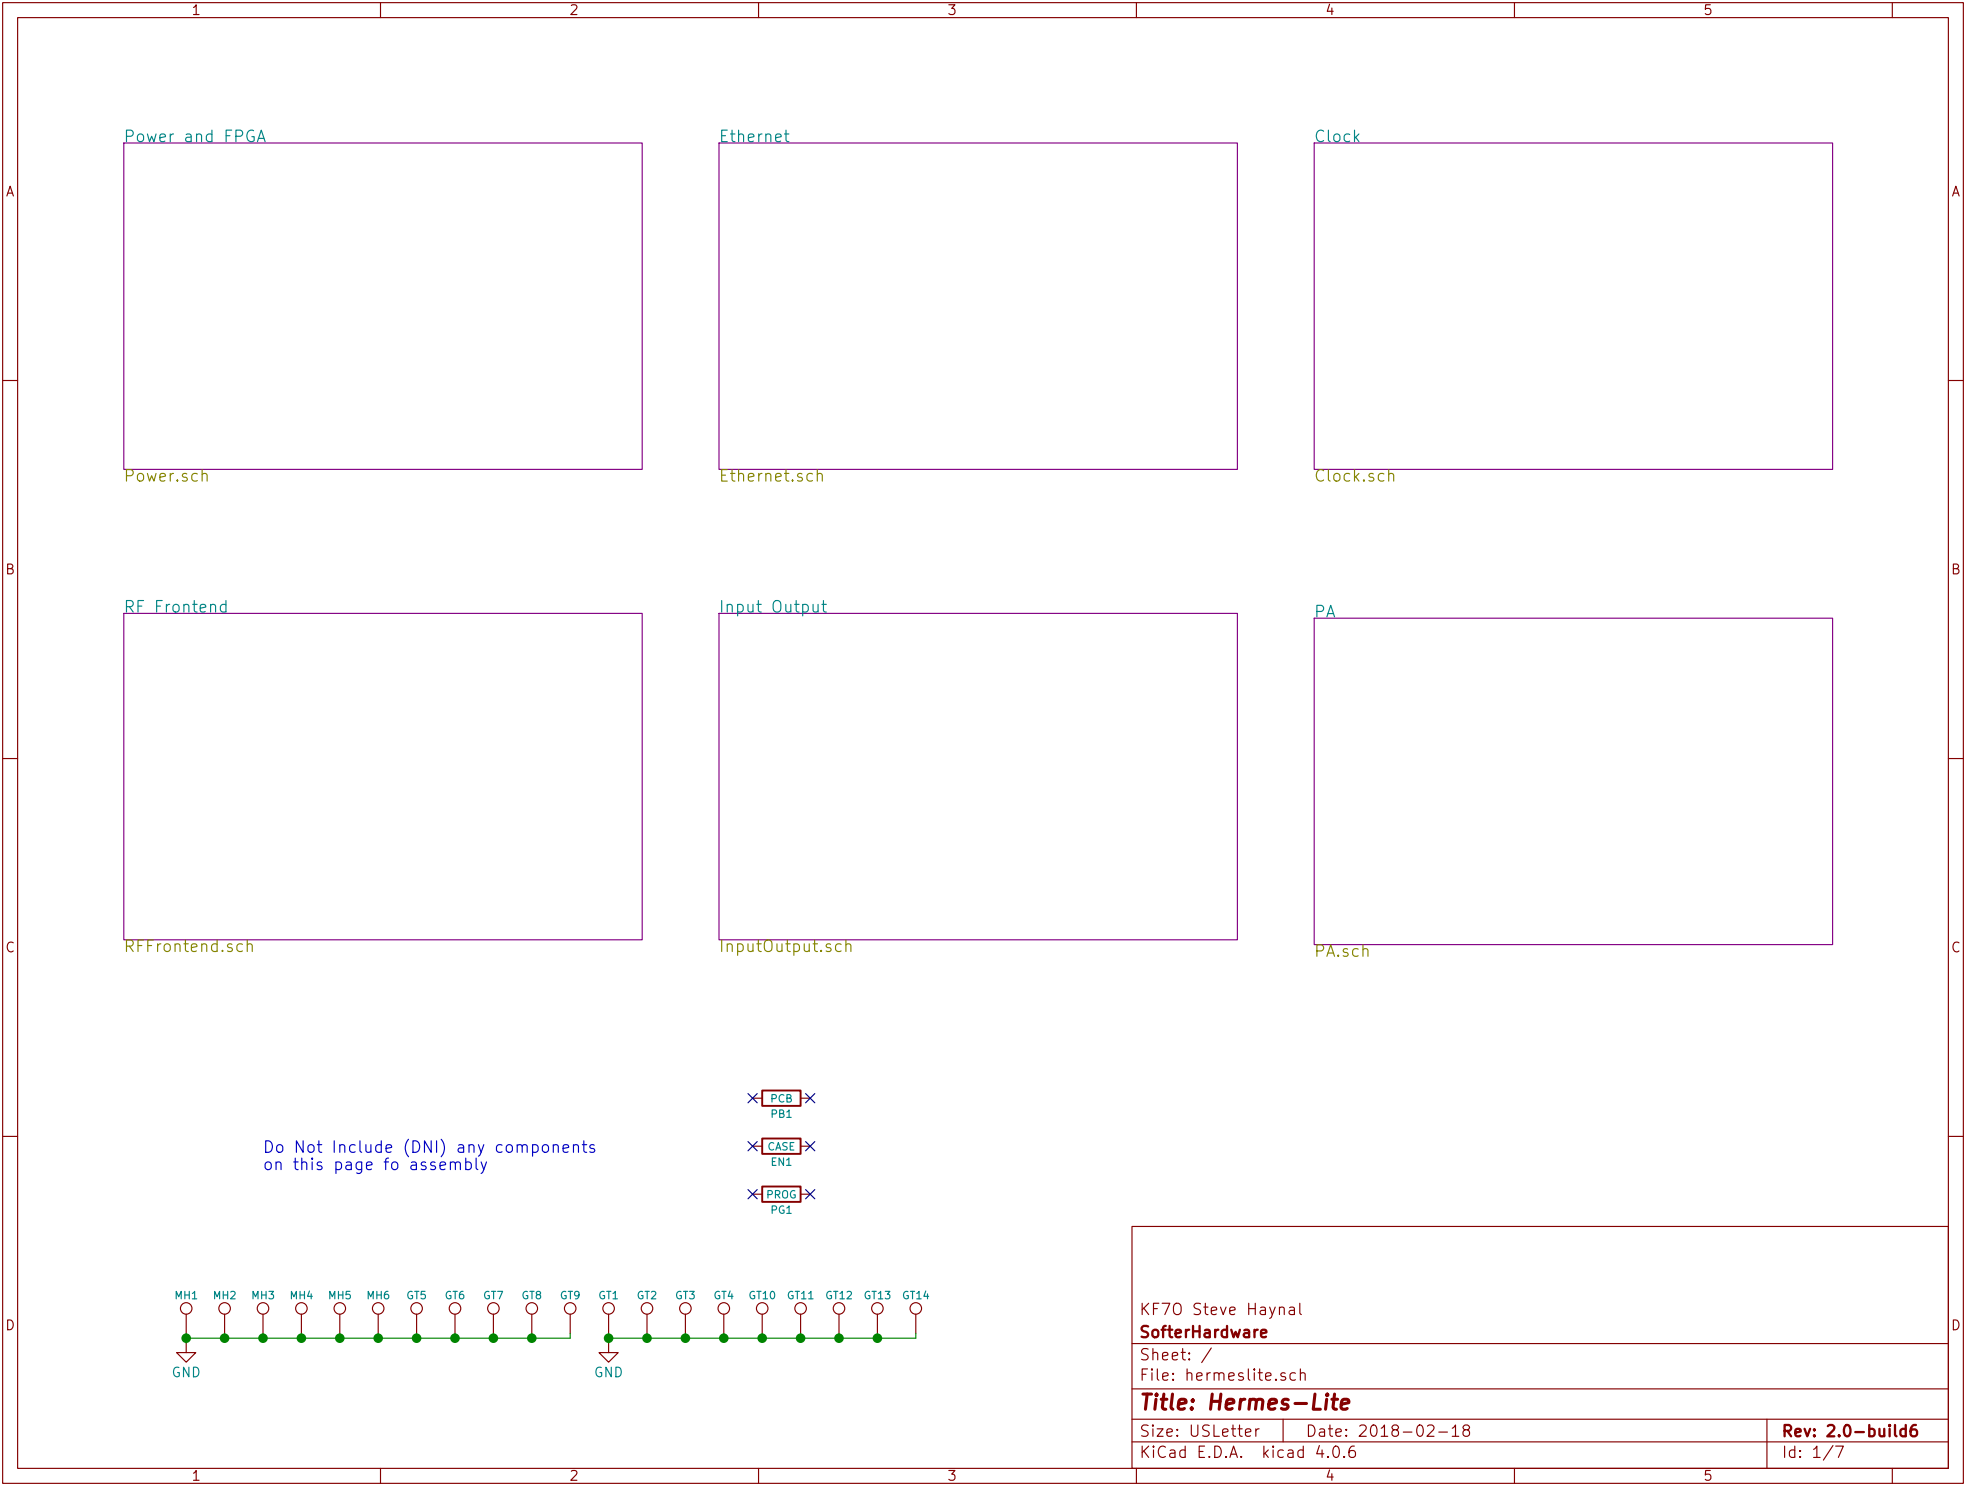 1 2 3 4 5
Power and FPGA Ethernet Clock
A A
Power.sch Ethernet.sch Clock.sch
B B
RF Frontend Input Output PA
C C
RFFrontend.sch InputOutput.sch PA.sch
PCB
PB1
Do Not Include (DNI) any components
on this page fo assembly
CASE
EN1
PROG
PG1
MH1 MH2 MH3 MH4 MH5 MH6 GT5 GT6 GT7 GT8 GT9 GT1 GT2 GT3 GT4 GT10 GT11 GT12 GT13 GT14
GND GND
D D
KF7O Steve Haynal
SofterHardware
Sheet: /
File: hermeslite.sch
Title: Hermes-Lite
Size: USLetter Date: 2018-02-18 Rev: 2.0-build6
KiCad E.D.A. kicad 4.0.6 Id: 1/7
1 2 3 4 5